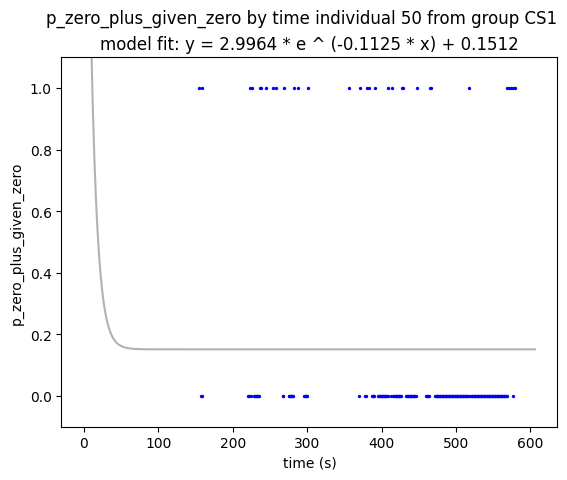 p_zero_plus_given_zero by time individual 50 from group CS1
model fit: y = 2.9964 * e ^ (-0.1125 * x) + 0.1512
p_zero_plus_given_zero
1.0
0.8
0.6
0.4
0.2
0.0
0 100 200 300 400 500 600
time (s)